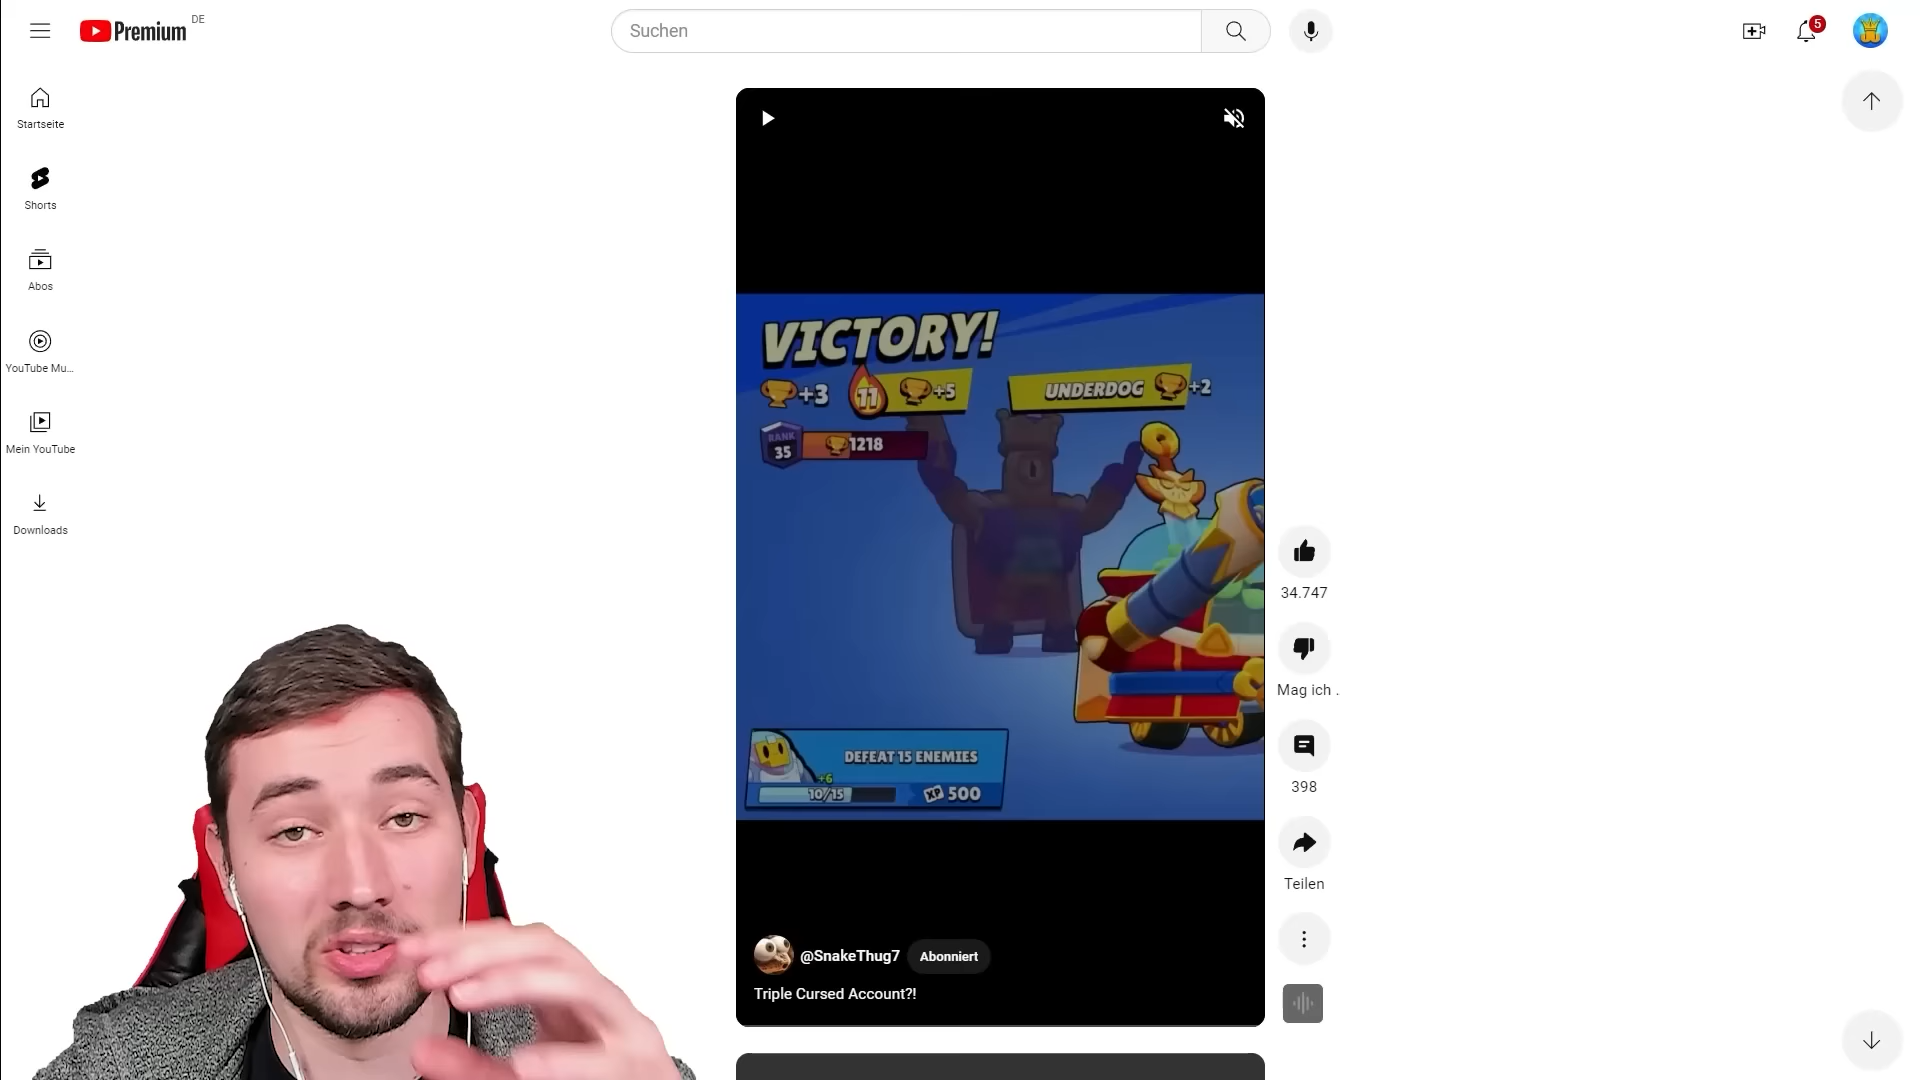 Premium
DE
Suchen
5
Startseite
Shorts
Abos
YouTube Mu...
Mein YouTube
Downloads
VICTORY!
+3
11
+5
UNDERDOG
+2
RANK
35
1218
DEFEAT 15 ENEMIES
+6
10/15
XP 500
@SnakeThug7
Abonniert
Triple Cursed Account?!
34.747
Mag ich .
398
Teilen